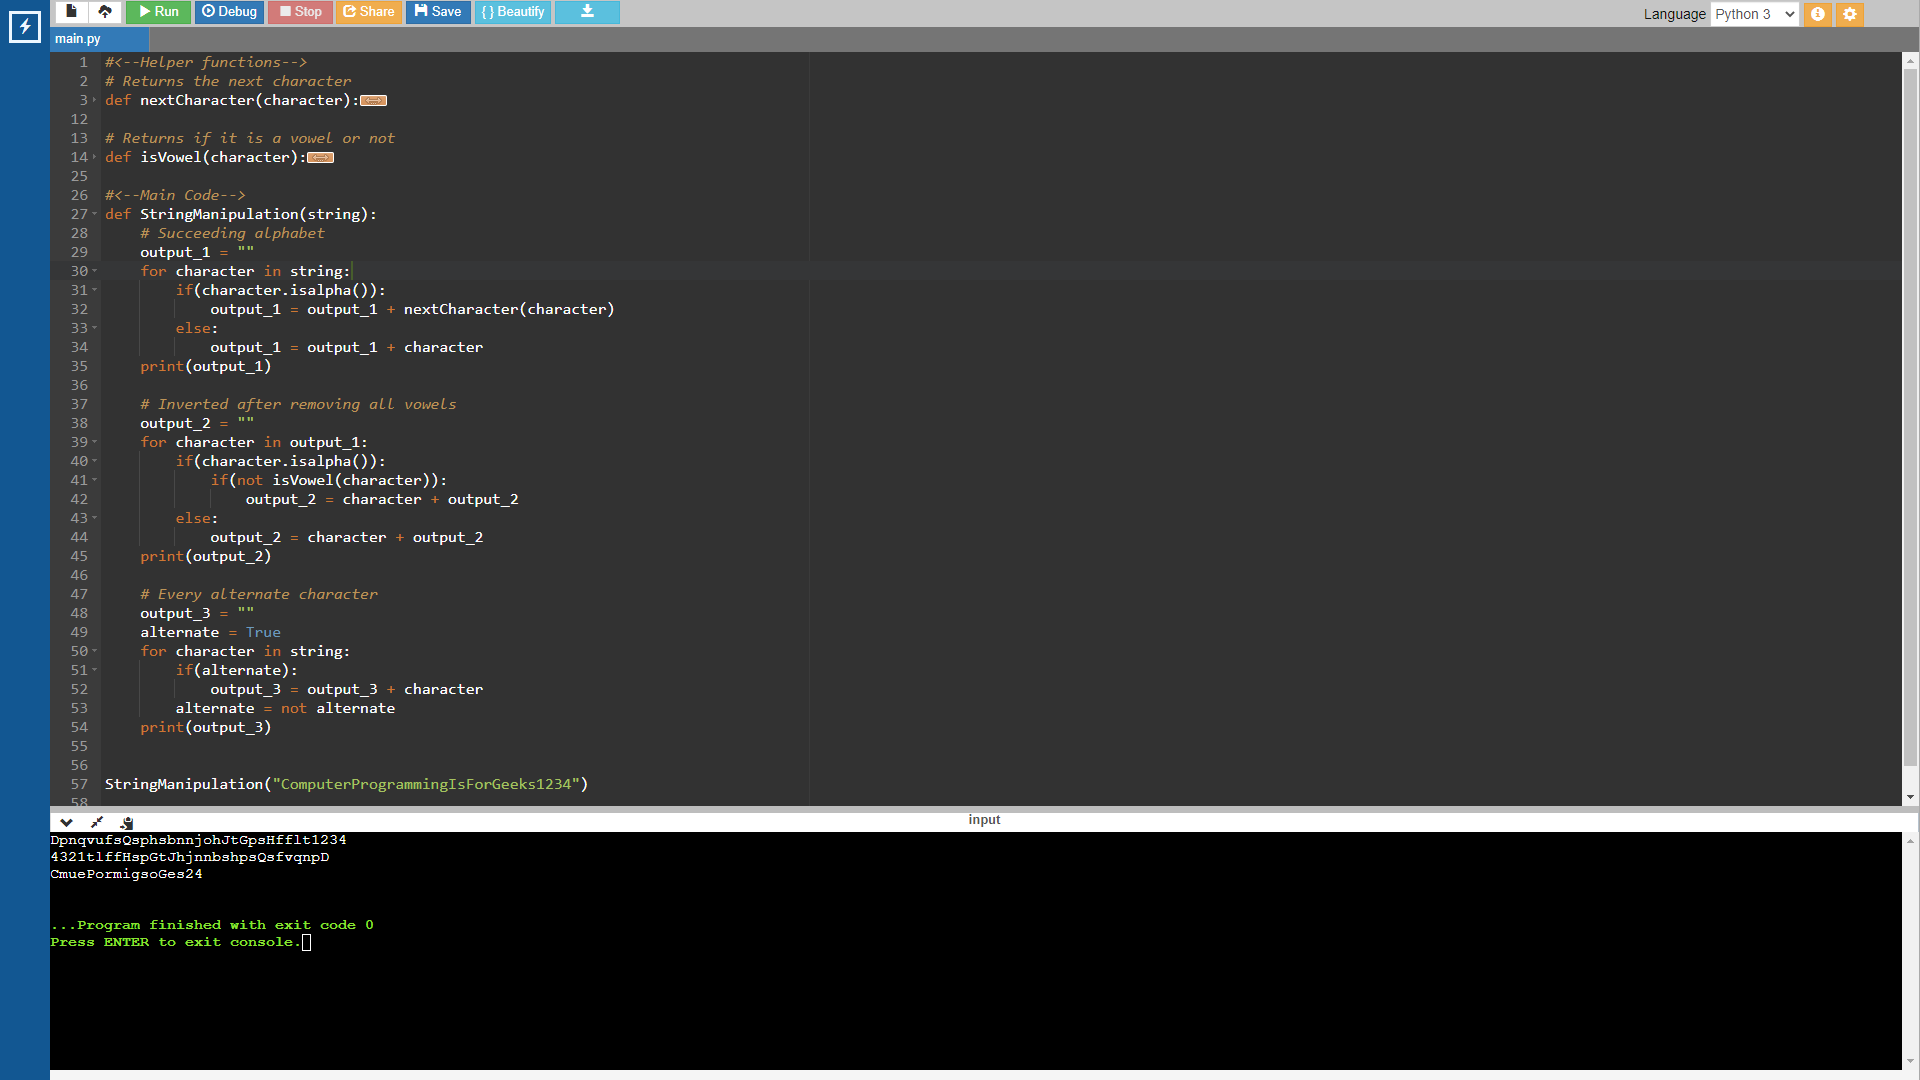 Run Debug Stop Share Save { } Beautify Language Python 3
main.py
1 #<--Helper functions-->
2 # Returns the next character
3 def nextCharacter(character):
12
13 # Returns if it is a vowel or not
14 def isVowel(character):
25
26 #<--Main Code-->
27 def StringManipulation(string):
28 # Succeeding alphabet
29 output_1 = ""
30 for character in string:
31 if(character.isalpha()):
32 output_1 = output_1 + nextCharacter(character)
33 else:
34 output_1 = output_1 + character
35 print(output_1)
36
37 # Inverted after removing all vowels
38 output_2 = ""
39 for character in output_1:
40 if(character.isalpha()):
41 if(not isVowel(character)):
42 output_2 = character + output_2
43 else:
44 output_2 = character + output_2
45 print(output_2)
46
47 # Every alternate character
48 output_3 = ""
49 alternate = True
50 for character in string:
51 if(alternate):
52 output_3 = output_3 + character
53 alternate = not alternate
54 print(output_3)
55
56
57 StringManipulation("ComputerProgrammingIsForGeeks1234")
58
input
DpnqvufsQsphsbnnjohJtGpsHfflt1234
4321tlffHspGtJhjnnbshpsQsfvqnpD
CmuePormigsoGes24
...Program finished with exit code 0
Press ENTER to exit console.